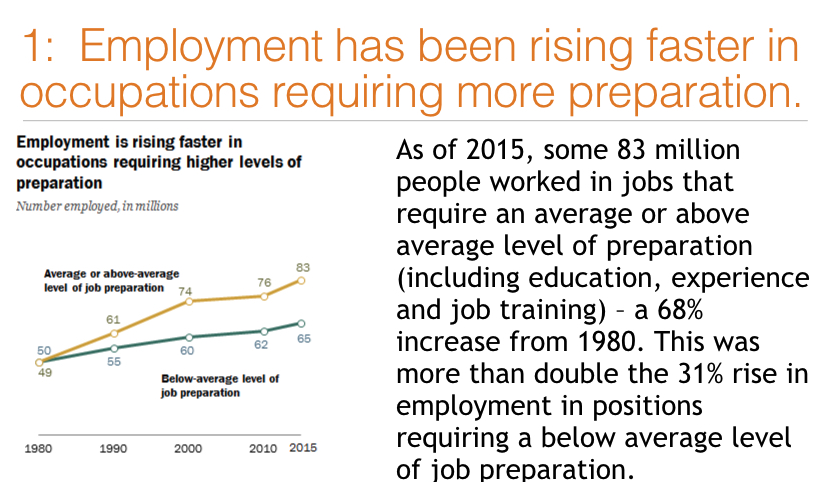 1:  Employment has been rising faster in
occupations requiring more preparation.
Employment is rising faster in
occupations requiring higher levels of
preparation
Number employed, in millions
Average or above-average
level of job preparation
50
49
61
55
74
60
76
62
83
65
Below-average level of
job preparation
1980
1990
2000
2010
2015
As of 2015, some 83 million
people worked in jobs that
require an average or above
average level of preparation
(including education, experience
and job training) – a 68%
increase from 1980. This was
more than double the 31% rise in
employment in positions
requiring a below average level
of job preparation.